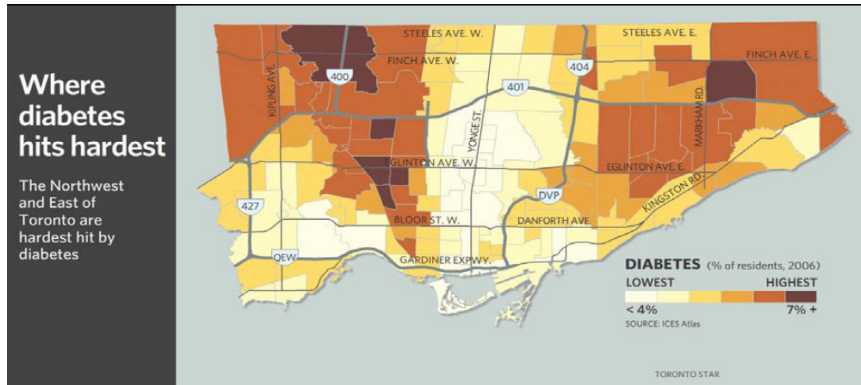 Where
diabetes
hits hardest
The Northwest
and East of
Toronto are
hardest hit by
diabetes
STEELES AVE. W.
STEELES AVE. E.
FINCH AVE. W.
FINCH AVE. E.
KIPLING AVE.
400
404
401
YONGE ST.
MARKHAM RD.
EGLINTON AVE. W.
EGLINTON AVE. E.
KINGSTON RD.
427
DVP
BLOOR ST. W.
DANFORTH AVE.
QEW
GARDINER EXPWY.
DIABETES (% of residents, 2006)
LOWEST HIGHEST
< 4% 7% +
SOURCE: ICES Atlas
TORONTO STAR